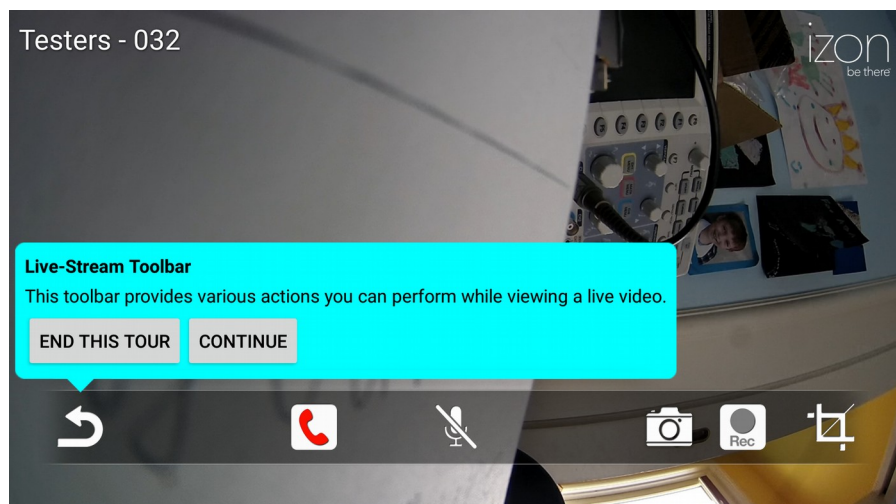 Testers - 032
izon
be there
Live-Stream Toolbar
This toolbar provides various actions you can perform while viewing a live video.
END THIS TOUR
CONTINUE
Rec